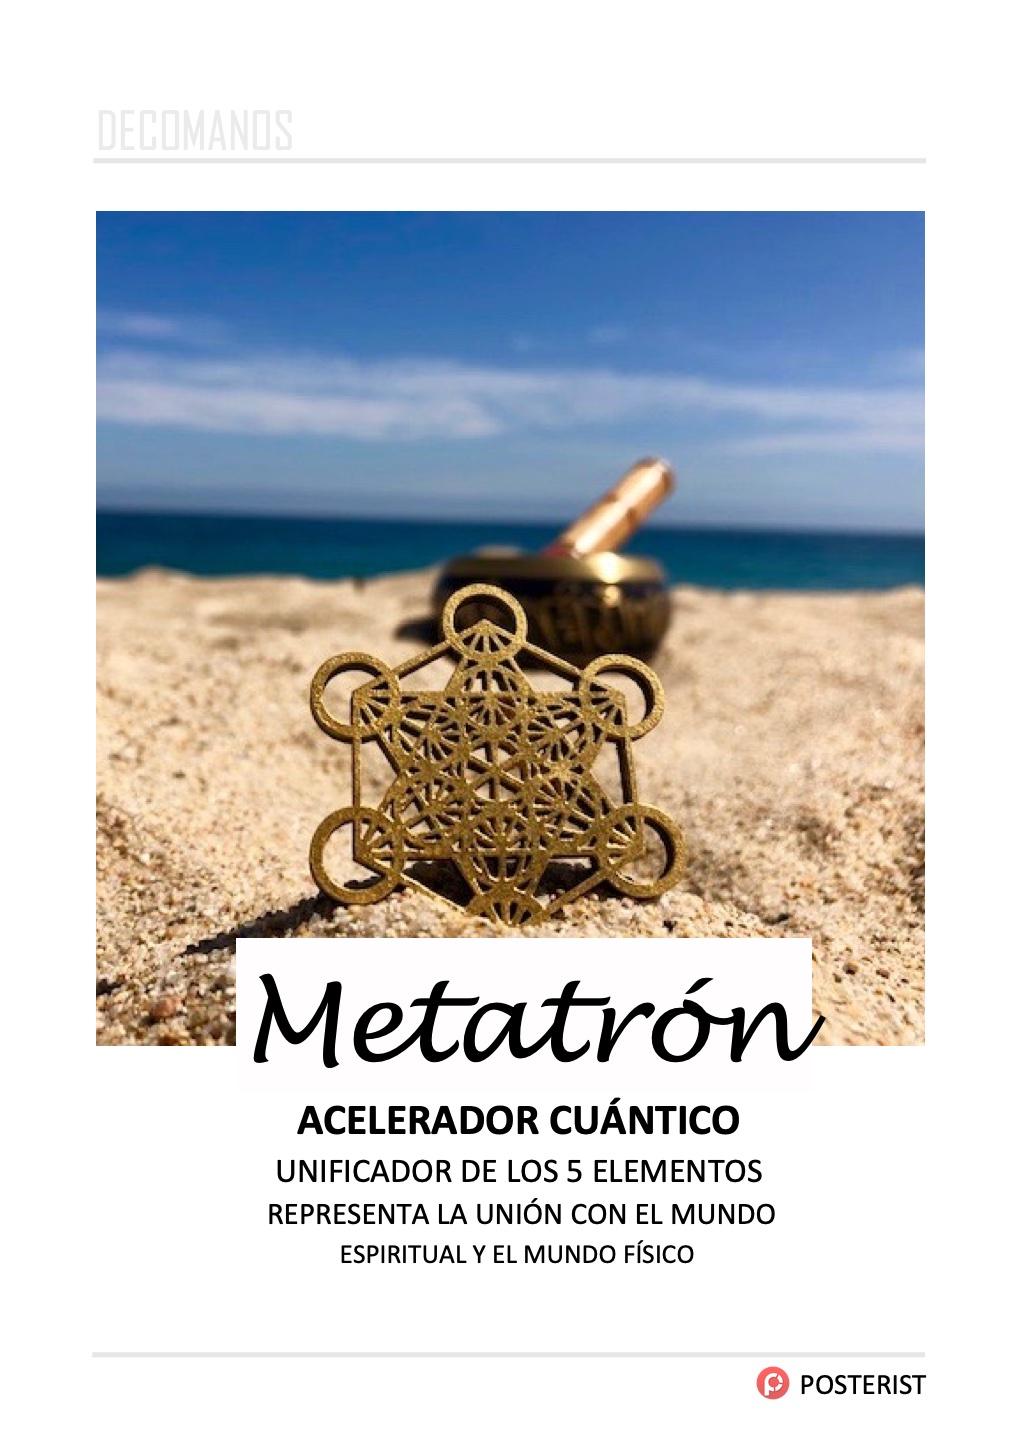 DECOMANOS
Metatrón
ACELERADOR CUÁNTICO
UNIFICADOR DE LOS 5 ELEMENTOS
REPRESENTA LA UNIÓN CON EL MUNDO
ESPIRITUAL Y EL MUNDO FÍSICO
POSTERIST